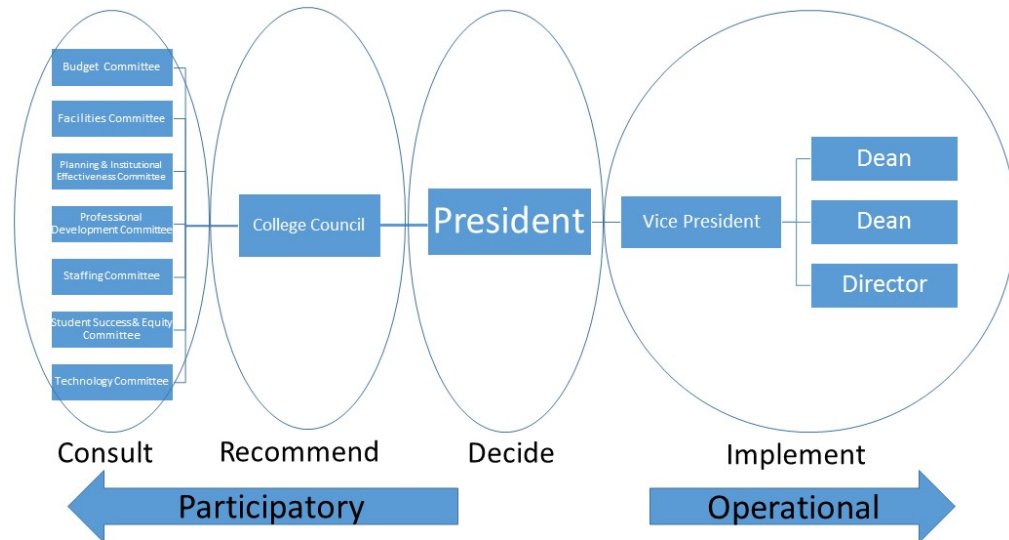 Budget Committee
Facilities Committee
Planning & Institutional
Effectiveness Committee
Professional
Development Committee
Staffing Committee
Student Success & Equity
Committee
Technology Committee
College Council
President
Vice President
Dean
Dean
Director
Consult
Recommend
Decide
Implement
Participatory
Operational